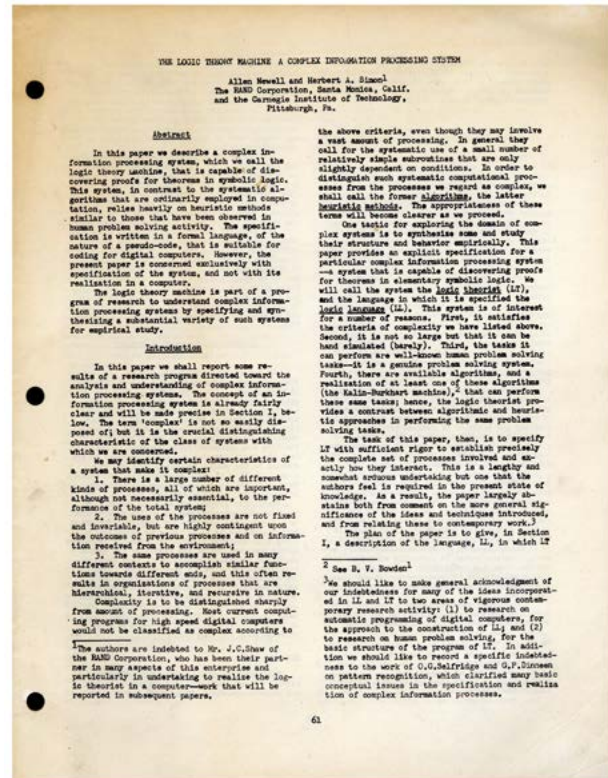 THE LOGIC THEORY MACHINE A COMPLEX INFORMATION PROCESSING SYSTEM
Allen Newell and Herbert A. Simon1
The RAND Corporation, Santa Monica, Calif.
and the Carnegie Institute of Technology,
Pittsburgh, Pa.
Abstract
In this paper we describe a complex in-
formation processing system, which we call the
logic theory machine, that is capable of dis-
covering proofs for theorems in symbolic logic.
This system, in contrast to the systematic al-
gorithms that are ordinarily employed in compu-
tation, relies heavily on heuristic methods
similar to those that have been observed in
human problem solving activity. The specifi-
cation is written in a formal language, of the
nature of a pseudo-code, that is suitable for
coding for digital computers. However, the
present paper is concerned exclusively with
specification of the system, and not with its
realization in a computer.
The logic theory machine is part of a pro-
gram of research to understand complex informa-
tion processing systems by specifying and syn-
thesizing a substantial variety of such systems
for empirical study.
Introduction
In this paper we shall report some re-
sults of a research program directed toward the
analysis and understanding of complex informa-
tion processing systems. The concept of an in-
formation processing system is already fairly
clear and will be made precise in Section I, be-
low. The term 'complex' is not so easily dis-
posed of; but it is the crucial distinguishing
characteristic of the class of systems with
which we are concerned.
We may identify certain characteristics of
a system that make it complex:
1. There is a large number of different
kinds of processes, all of which are important,
although not necessarily essential, to the per-
formance of the total system;
2. The uses of the processes are not fixed
and invariable, but are highly contingent upon
the outcomes of previous processes and on informa-
tion received from the environment;
3. The same processes are used in many
different contexts to accomplish similar func-
tions towards different ends, and this often re-
sults in organizations of processes that are
hierarchical, iterative, and recursive in nature.
Complexity is to be distinguished sharply
from amount of processing. Most current comput-
ing programs for high speed digital computers
would not be classified as complex according to
1The authors are indebted to Mr. J.C.Shaw of
the RAND Corporation, who has been their part-
ner in many aspects of this enterprise and
particularly in undertaking to realize the log-
ic theorist in a computer—work that will be
reported in subsequent papers.
the above criteria, even though they may involve
a vast amount of processing. In general they
call for the systematic use of a small number of
relatively simple subroutines that are only
slightly dependent on conditions. In order to
distinguish such systematic computational proc-
esses from the processes we regard as complex, we
shall call the former algorithms, the latter
heuristic methods. The appropriateness of these
terms will become clearer as we proceed.
One tactic for exploring the domain of com-
plex systems is to synthesize some and study
their structure and behavior empirically. This
paper provides an explicit specification for a
particular complex information processing system
—a system that is capable of discovering proofs
for theorems in elementary symbolic logic. We
will call the system the logic theorist (LT),
and the language in which it is specified the
logic language (LL). This system is of interest
for a number of reasons. First, it satisfies
the criteria of complexity we have listed above.
Second, it is not so large but that it can be
hand simulated (barely). Third, the tasks it
can perform are well-known human problem solving
tasks—it is a genuine problem solving system.
Fourth, there are available algorithms, and a
realization of at least one of these algorithms
(the Kalin-Burkhart machine),2 that can perform
these same tasks; hence, the logic theorist pro-
vides a contrast between algorithmic and heuris-
tic approaches in performing the same problem
solving tasks.
The task of this paper, then, is to specify
LT with sufficient rigor to establish precisely
the complete set of processes involved and ex-
actly how they interact. This is a lengthy and
somewhat arduous undertaking but one that the
authors feel is required in the present state of
knowledge. As a result, the paper largely ab-
stains both from comment on the more general sig-
nificance of the ideas and techniques introduced,
and from relating these to contemporary work.3
The plan of the paper is to give, in Section
I, a description of the language, LL, in which LT
2 See B. V. Bowden1
3We should like to make general acknowledgment of
our indebtedness for many of the ideas incorporat-
ed in LL and LT to two areas of vigorous contem-
porary research activity: (1) to research on
automatic programming of digital computers, for
the approach to the construction of LL; and (2)
to research on human problem solving, for the
basic structure of the program of LT. In addi-
tion we should like to record a specific indebted-
ness to the work of O.G.Selfridge and G.P.Dinneen
on pattern recognition, which clarified many basic
conceptual issues in the specification and realiza
tion of complex information processes.
61